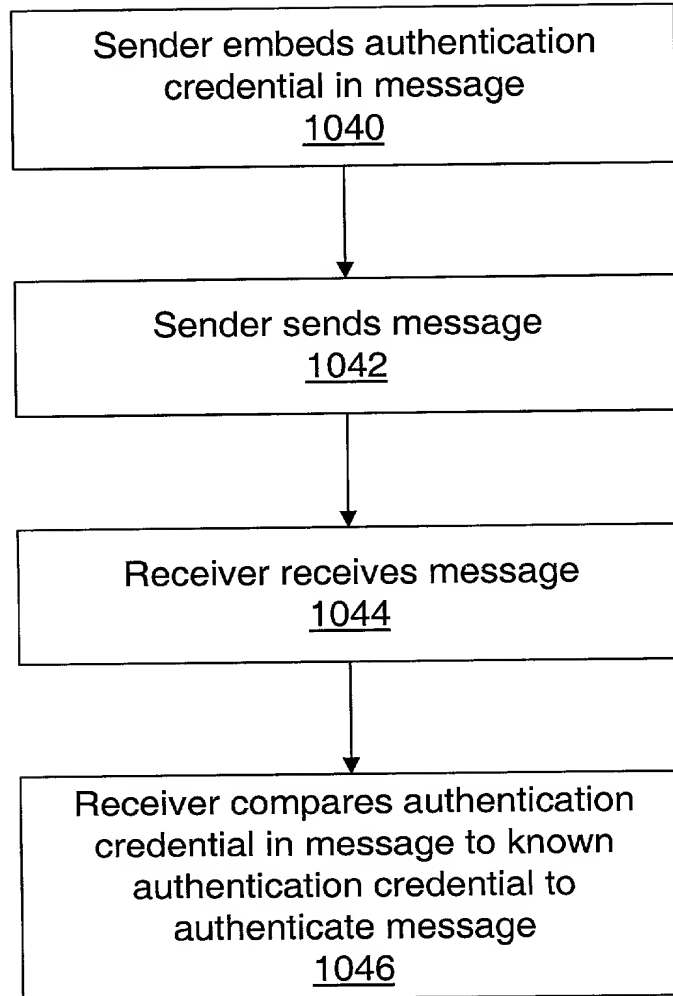 Sender embeds authentication
credential in message
1040
Sender sends message
1042
Receiver receives message
1044
Receiver compares authentication
credential in message to known
authentication credential to
authenticate message
1046